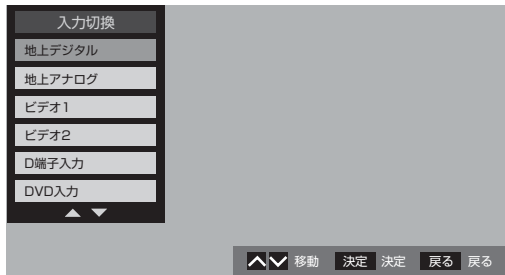 入力切換
地上デジタル
地上アナログ
ビデオ1
ビデオ2
D端子入力
DVD入力
移動 決定 決定 戻る 戻る